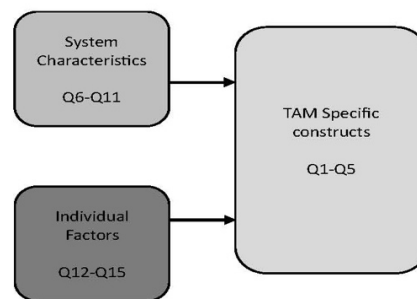 System
Characteristics
Q6-Q11
TAM Specific
constructs
Q1-Q5
Individual
Factors
Q12-Q15